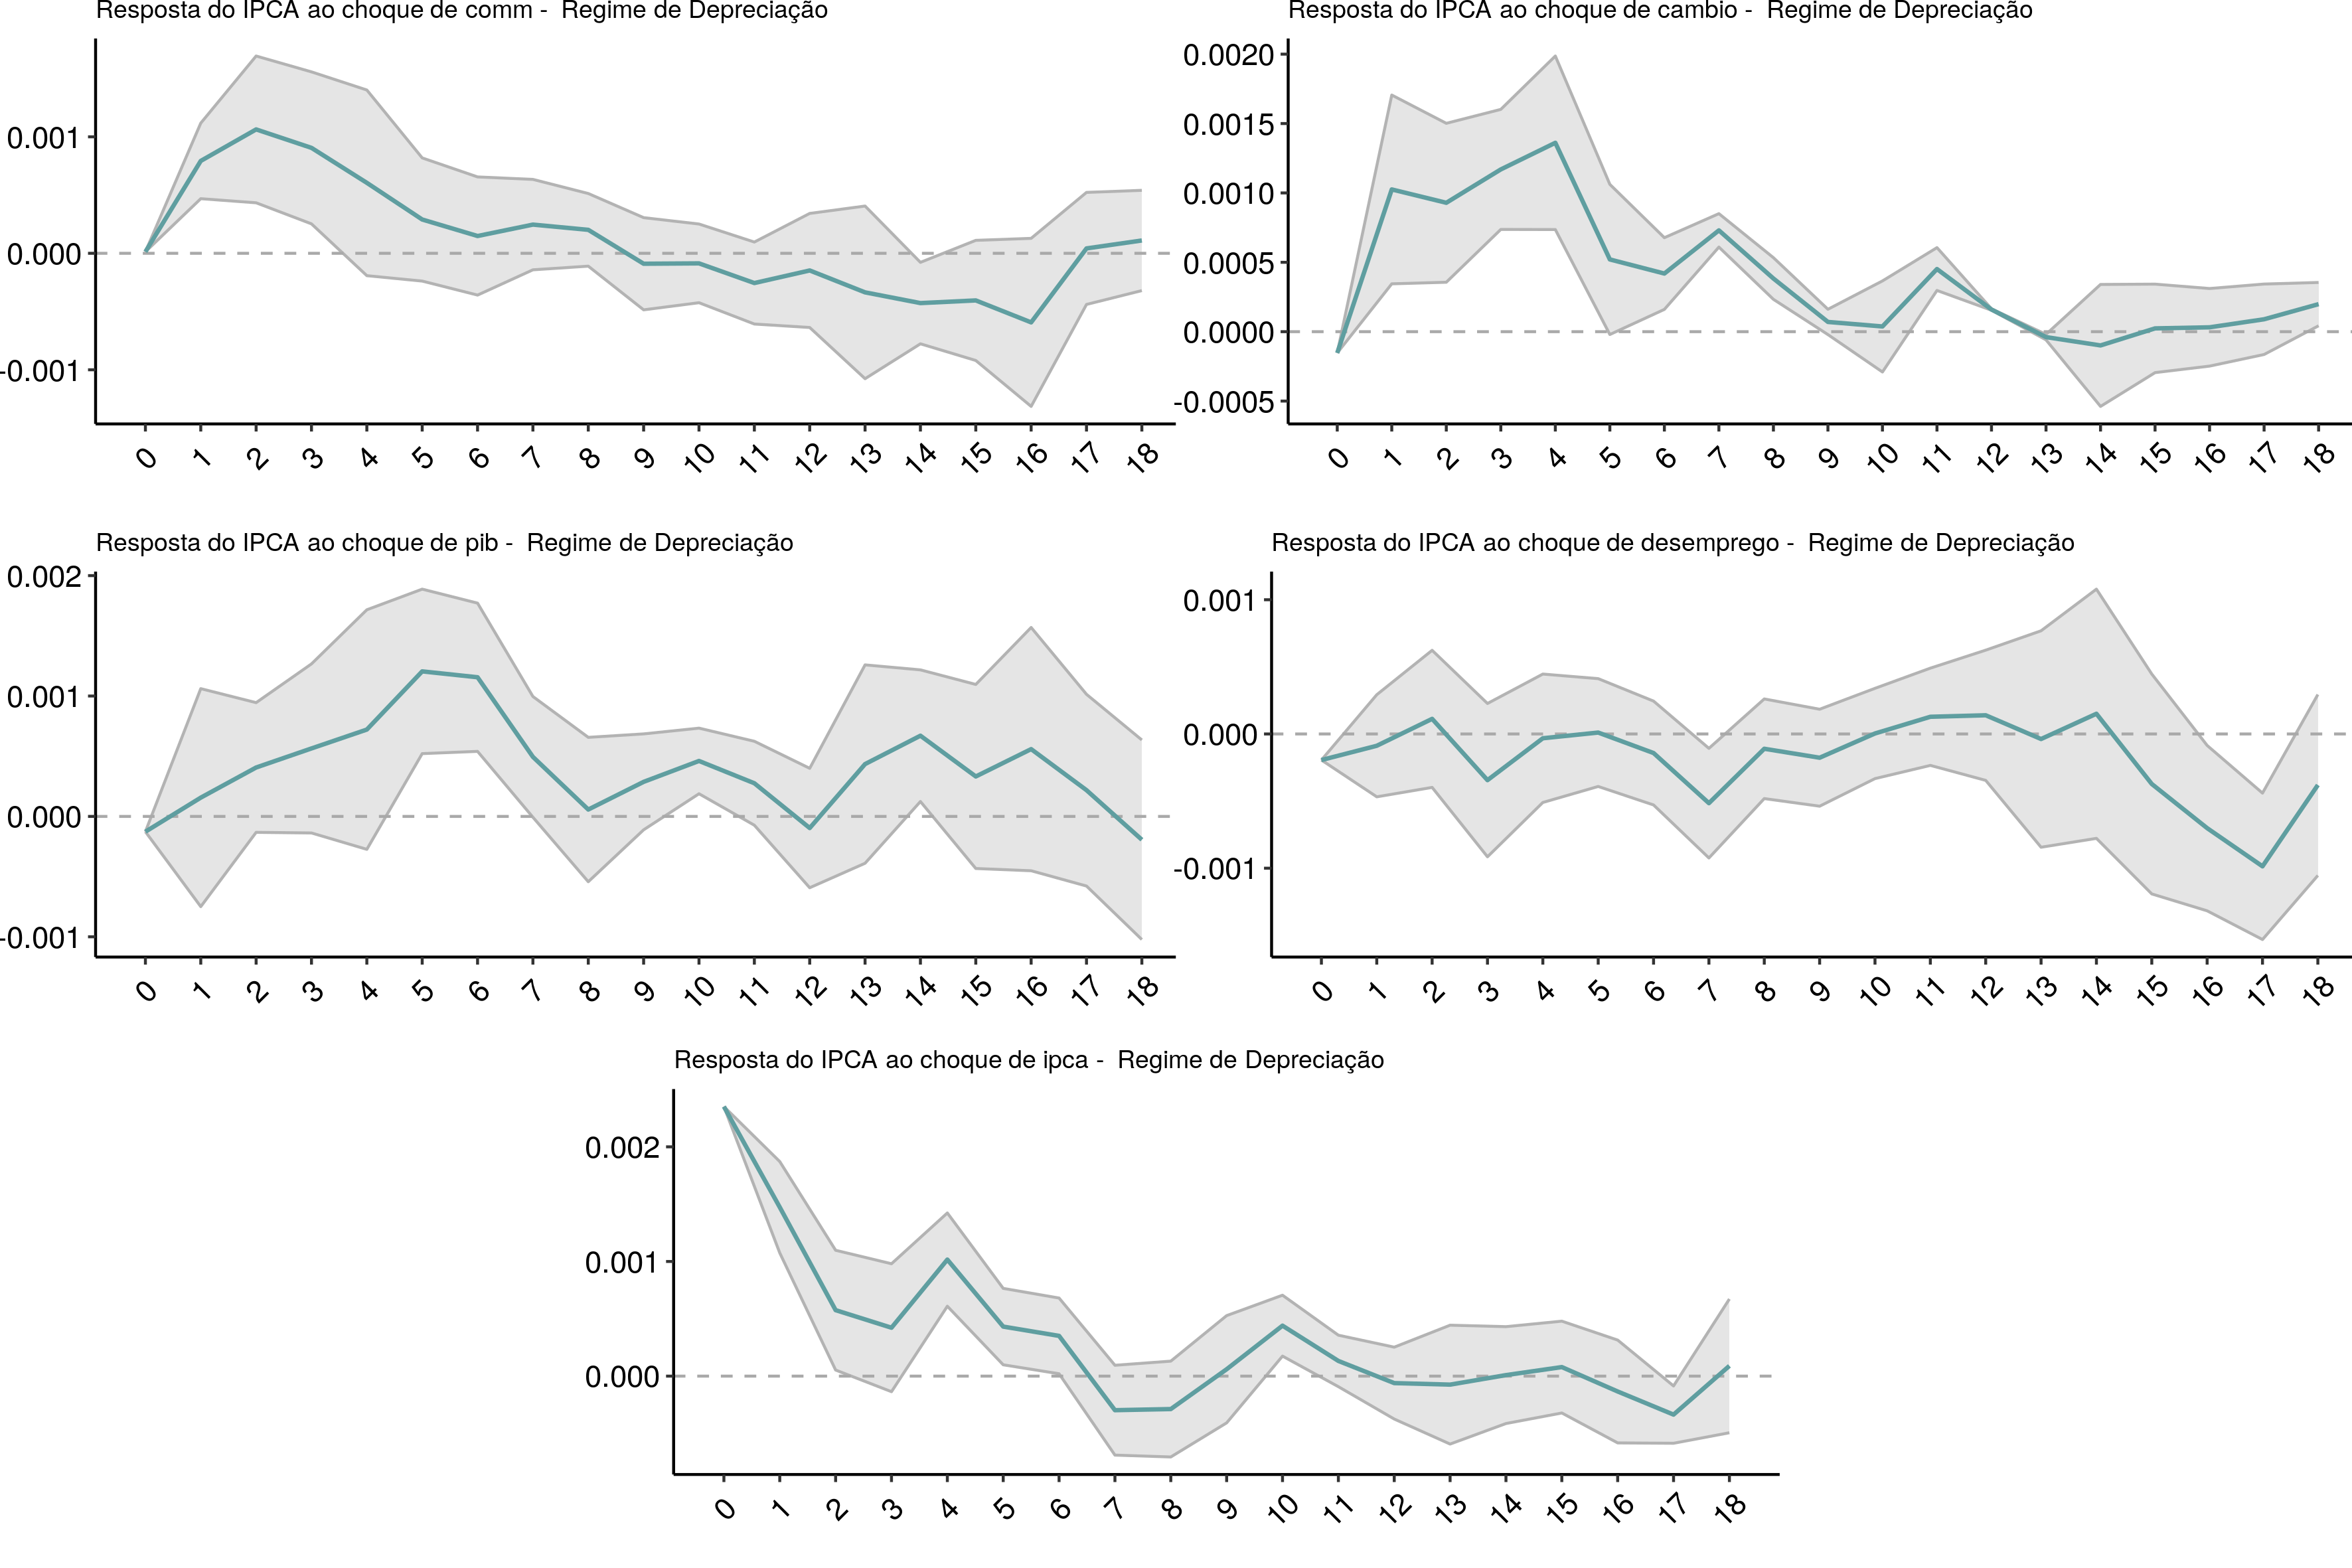 Resposta do IPCA ao choque de comm -  Regime de Depreciação
0.001
0.000
-0.001
0 1 2 3 4 5 6 7 8 9 10 11 12 13 14 15 16 17 18
Resposta do IPCA ao choque de cambio -  Regime de Depreciação
0.0020
0.0015
0.0010
0.0005
0.0000
-0.0005
0 1 2 3 4 5 6 7 8 9 10 11 12 13 14 15 16 17 18
Resposta do IPCA ao choque de pib -  Regime de Depreciação
0.002
0.001
0.000
-0.001
0 1 2 3 4 5 6 7 8 9 10 11 12 13 14 15 16 17 18
Resposta do IPCA ao choque de desemprego -  Regime de Depreciação
0.001
0.000
-0.001
0 1 2 3 4 5 6 7 8 9 10 11 12 13 14 15 16 17 18
Resposta do IPCA ao choque de ipca -  Regime de Depreciação
0.002
0.001
0.000
0 1 2 3 4 5 6 7 8 9 10 11 12 13 14 15 16 17 18